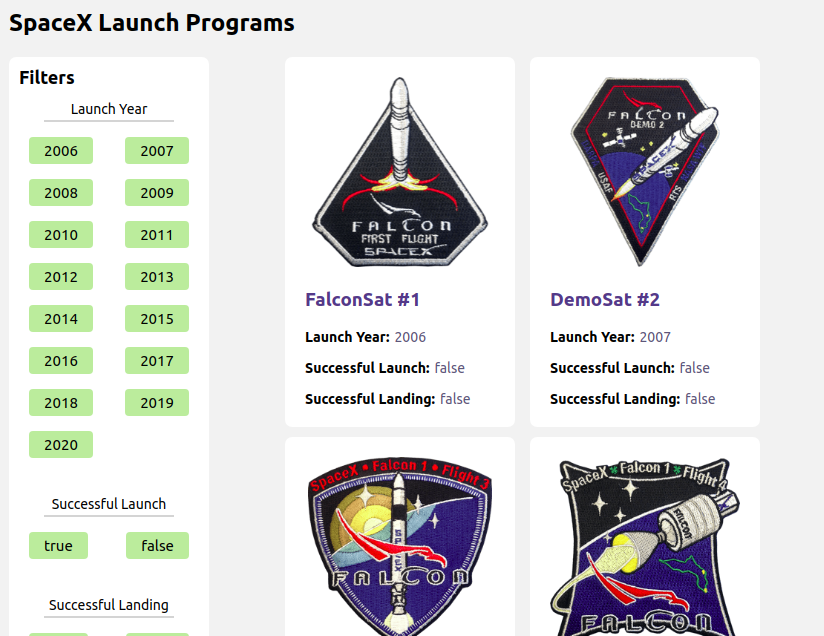 SpaceX Launch Programs
Filters
Launch Year
2006 2007
2008 2009
2010 2011
2012 2013
2014 2015
2016 2017
2018 2019
2020
Successful Launch
true false
Successful Landing
FALCON
FIRST FLIGHT
SPACEX
FalconSat #1
Launch Year: 2006
Successful Launch: false
Successful Landing: false
FALCON
DEMO 2
SPACEX
USAF
RTS
DemoSat #2
Launch Year: 2007
Successful Launch: false
Successful Landing: false
SpaceX • Falcon 1 • Flight 3
SPACEX
FALCON
SpaceX Falcon 1 Flight 4
FALCON
FALCON